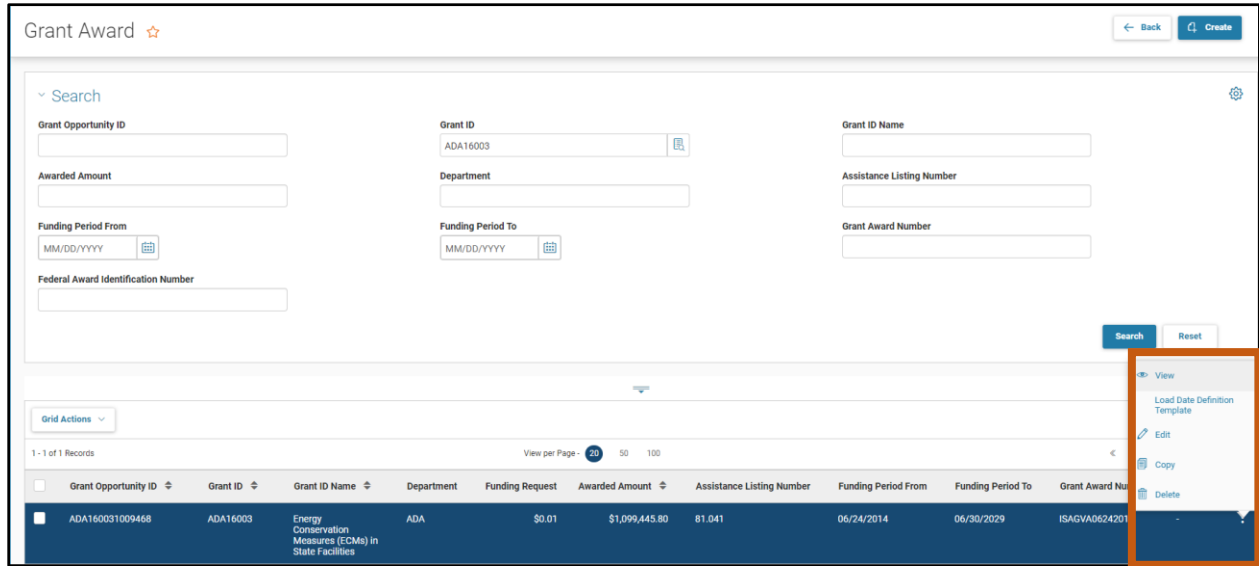 Grant Award
Back
Create
Search
Grant Opportunity ID
Grant ID
Grant ID Name
ADA16003
Awarded Amount
Department
Assistance Listing Number
Funding Period From
Funding Period To
Grant Award Number
MM/DD/YYYY
MM/DD/YYYY
Federal Award Identification Number
Search
Reset
View
Load Date Definition
Template
Edit
Copy
Delete
Grid Actions
1 - 1 of 1 Records
View per Page - 20 50 100
Grant Opportunity ID Grant ID Grant ID Name Department Funding Request Awarded Amount Assistance Listing Number Funding Period From Funding Period To Grant Award Nu
ADA160031009468 ADA16003 Energy ADA $0.01 $1,099,445.80 81.041 06/24/2014 06/30/2029 ISAGVA0624201 -
Conservation
Measures (ECMs) in
State Facilities